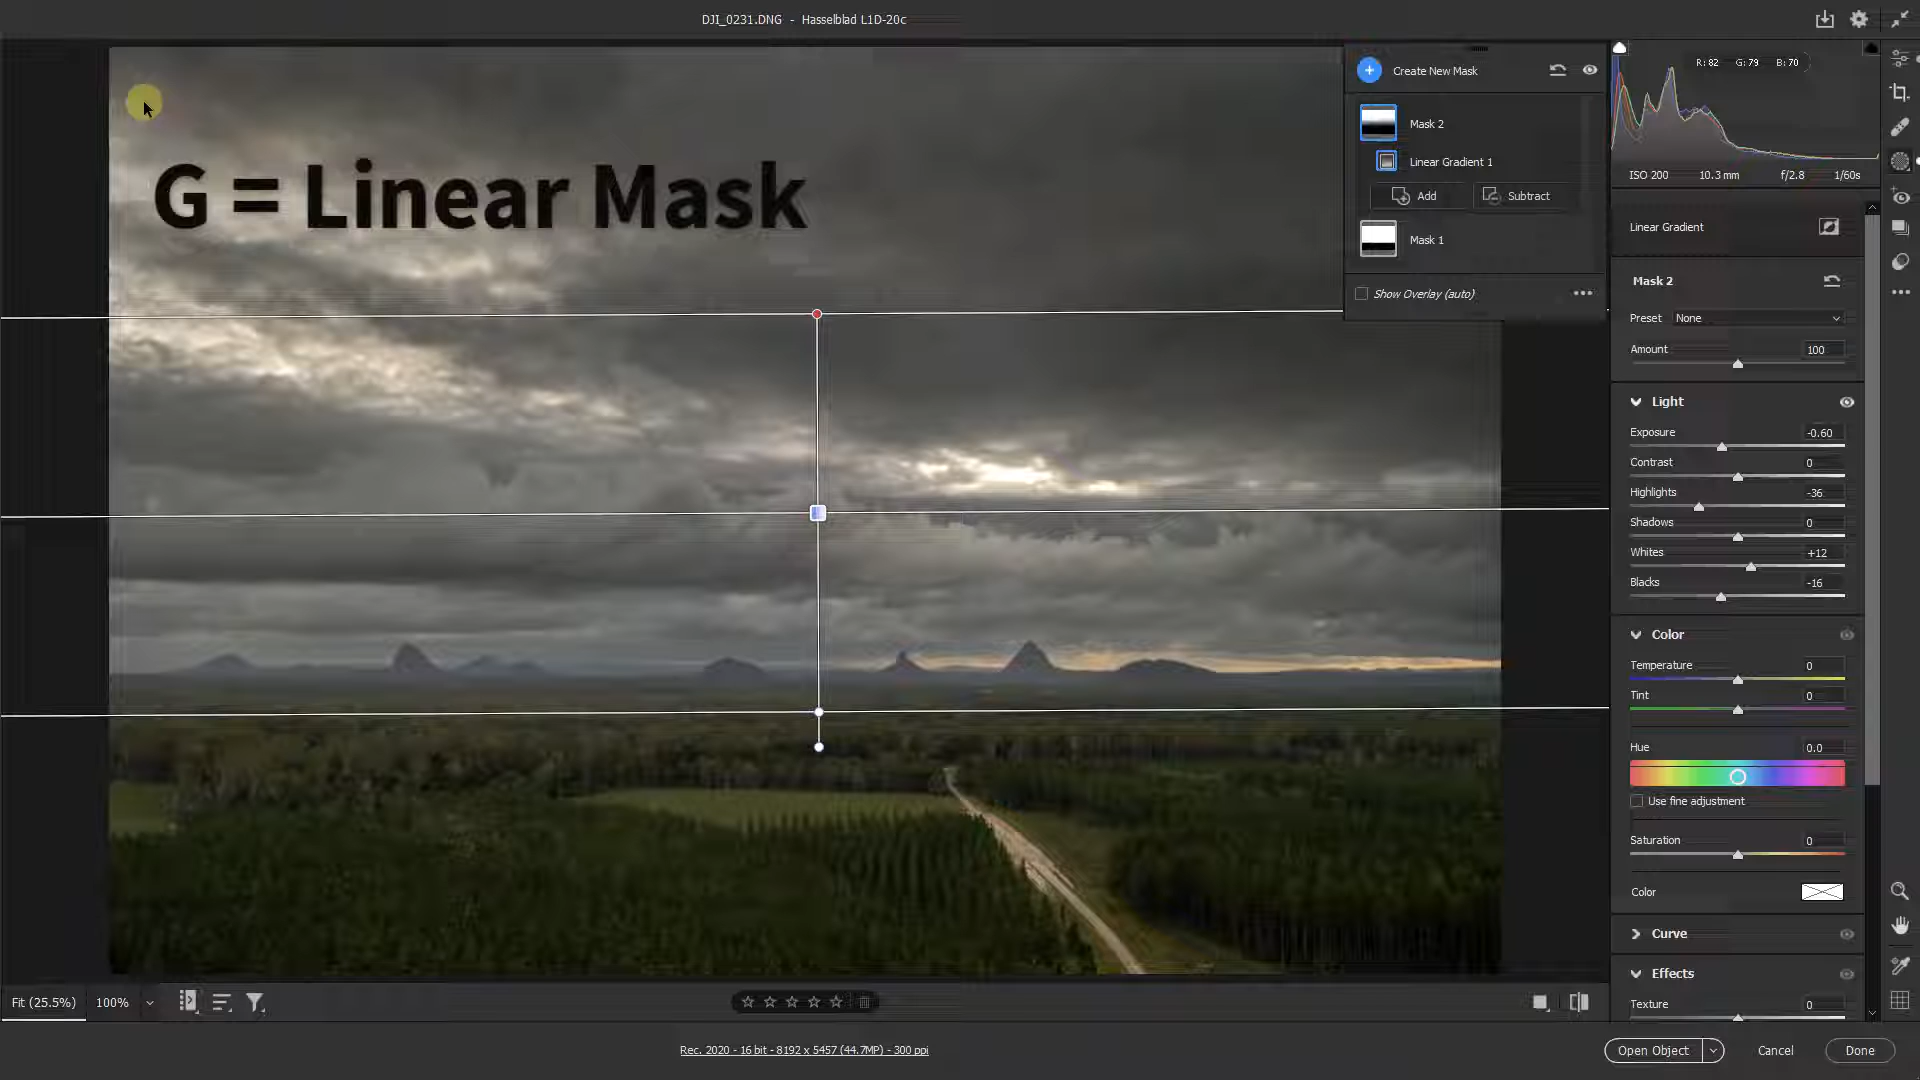 DJI_0231.DNG - Hasselblad L1D-20c
G = Linear Mask
Create New Mask
Mask 2
Linear Gradient 1
Add
Subtract
Mask 1
Show Overlay (auto)
R: 82 G: 79 B: 70
ISO 200 10.3 mm f/2.8 1/60s
Linear Gradient
Mask 2
Preset None
Amount 100
Light
Exposure -0.60
Contrast 0
Highlights -36
Shadows 0
Whites +12
Blacks -16
Color
Temperature 0
Tint 0
Hue 0.0
Use fine adjustment
Saturation 0
Color
Curve
Effects
Texture 0
Fit (25.5%) 100%
Rec. 2020 - 16 bit - 8192 x 5457 (44.7MP) - 300 ppi
Open Object Cancel Done